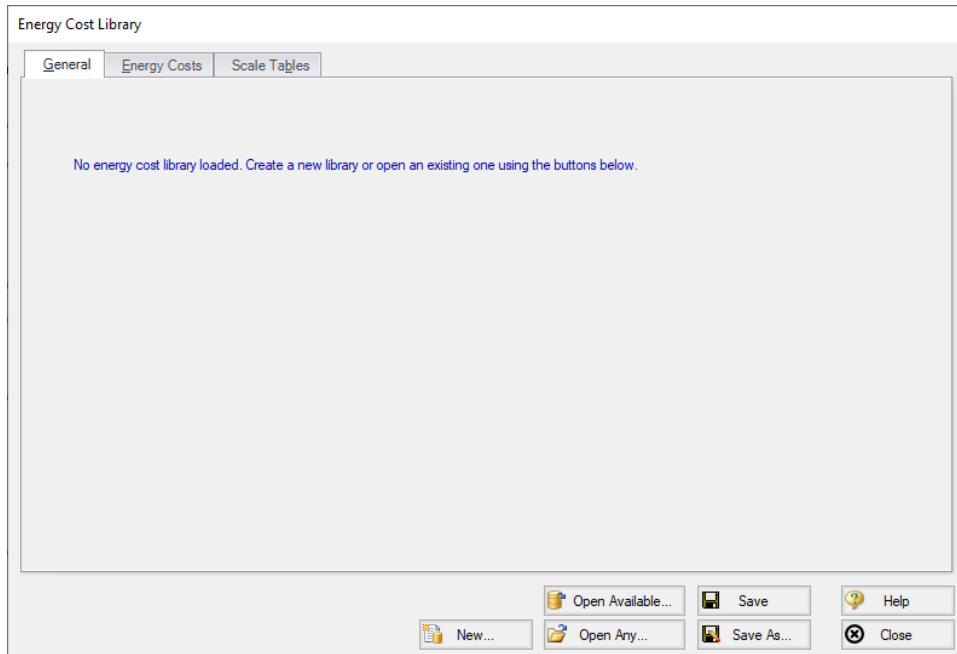 Energy Cost Library
General Energy Costs Scale Tables
No energy cost library loaded. Create a new library or open an existing one using the buttons below.
Open Available... Save Help
New... Open Any... Save As... Close